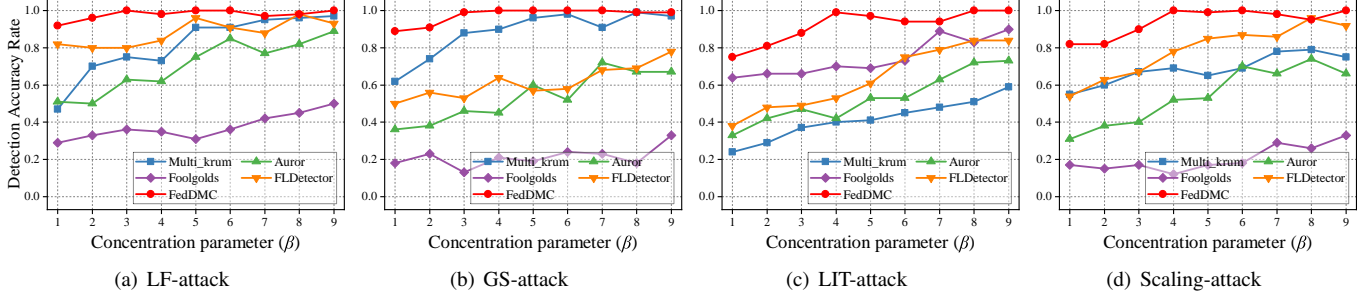 Detection Accuracy Rate
1.0
0.8
0.6
0.4
0.2
0.0
Multi_krum
Auror
Foolgolds
FLDetector
FedDMC
1 2 3 4 5 6 7 8 9
Concentration parameter (β)
(a) LF-attack
1.0
0.8
0.6
0.4
0.2
0.0
Multi_krum
Auror
Foolgolds
FLDetector
FedDMC
1 2 3 4 5 6 7 8 9
Concentration parameter (β)
(b) GS-attack
1.0
0.8
0.6
0.4
0.2
0.0
Multi_krum
Auror
Foolgolds
FLDetector
FedDMC
1 2 3 4 5 6 7 8 9
Concentration parameter (β)
(c) LIT-attack
1.0
0.8
0.6
0.4
0.2
0.0
Multi_krum
Auror
Foolgolds
FLDetector
FedDMC
1 2 3 4 5 6 7 8 9
Concentration parameter (β)
(d) Scaling-attack